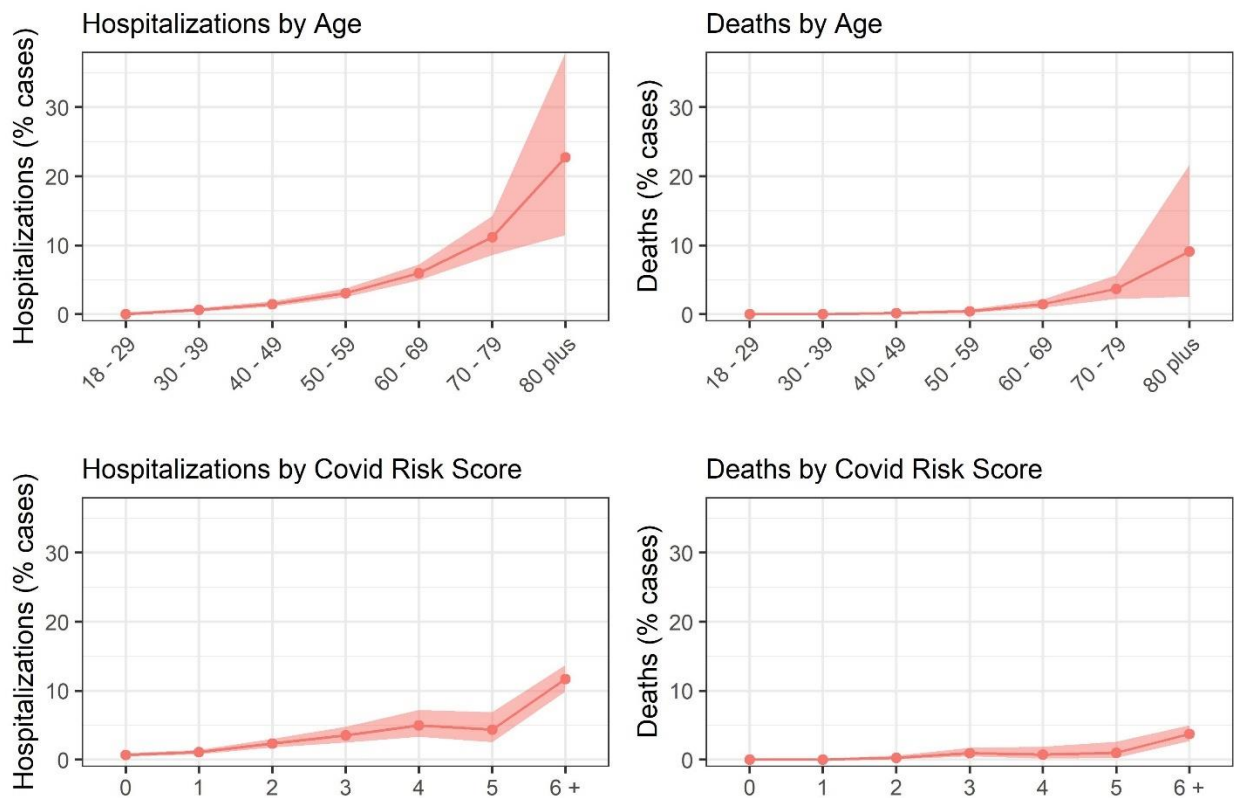 Hospitalizations by Age
Hospitalizations (% cases)
30
20
10
0
18 - 29
30 - 39
40 - 49
50 - 59
60 - 69
70 - 79
80 plus
Deaths by Age
Deaths (% cases)
30
20
10
0
18 - 29
30 - 39
40 - 49
50 - 59
60 - 69
70 - 79
80 plus
Hospitalizations by Covid Risk Score
Hospitalizations (% cases)
30
20
10
0
0 1 2 3 4 5 6 +
Deaths by Covid Risk Score
Deaths (% cases)
30
20
10
0
0 1 2 3 4 5 6 +